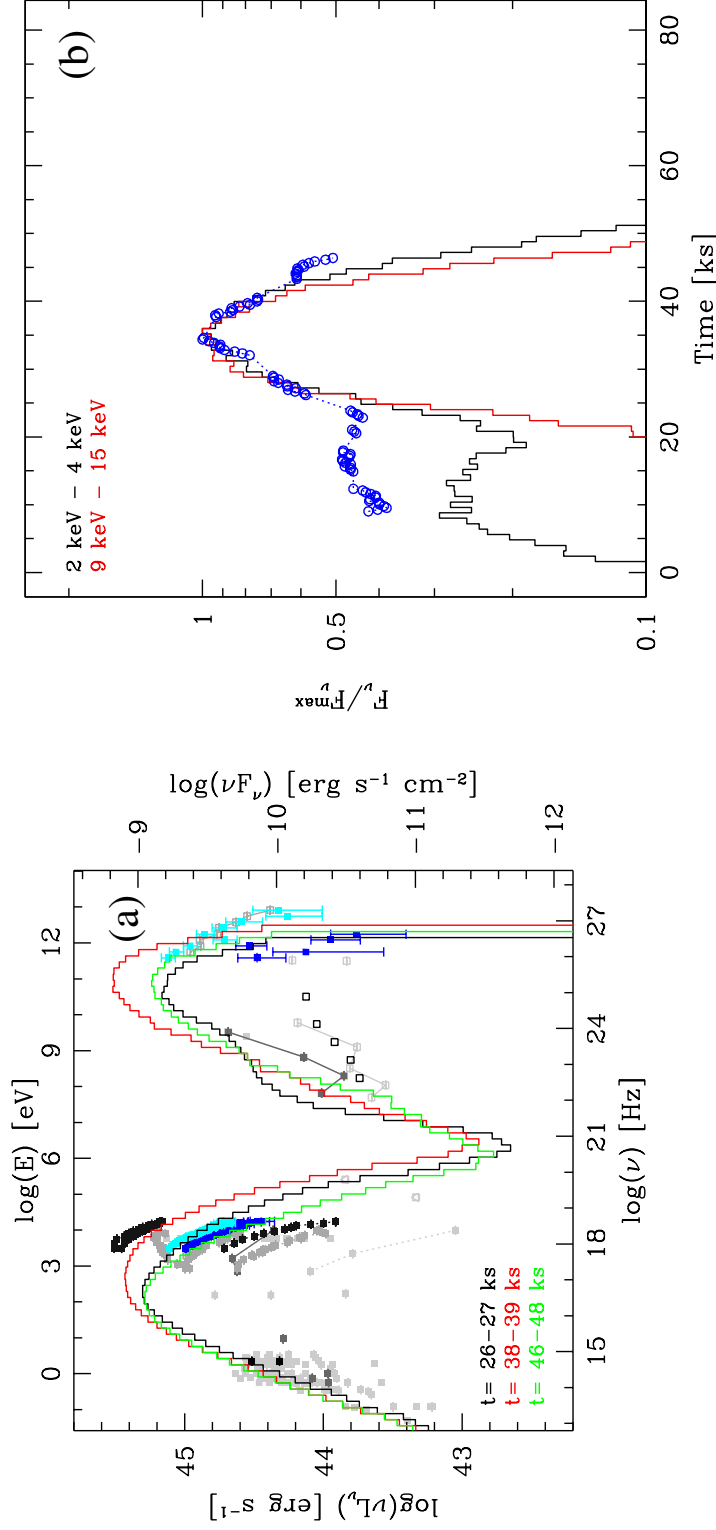 (a)
log(E) [eV]
0 3 6 9 12
log(νL_ν) [erg s⁻¹]
45
44
43
log(νF_ν) [erg s⁻¹ cm⁻²]
−9
−10
−11
−12
t= 26−27 ks
t= 38−39 ks
t= 46−48 ks
15 18 21 24 27
log(ν) [Hz]
(b)
2 keV − 4 keV
9 keV − 15 keV
F_ν/F_ν^max
1
0.5
0.1
0 20 40 60 80
Time [ks]